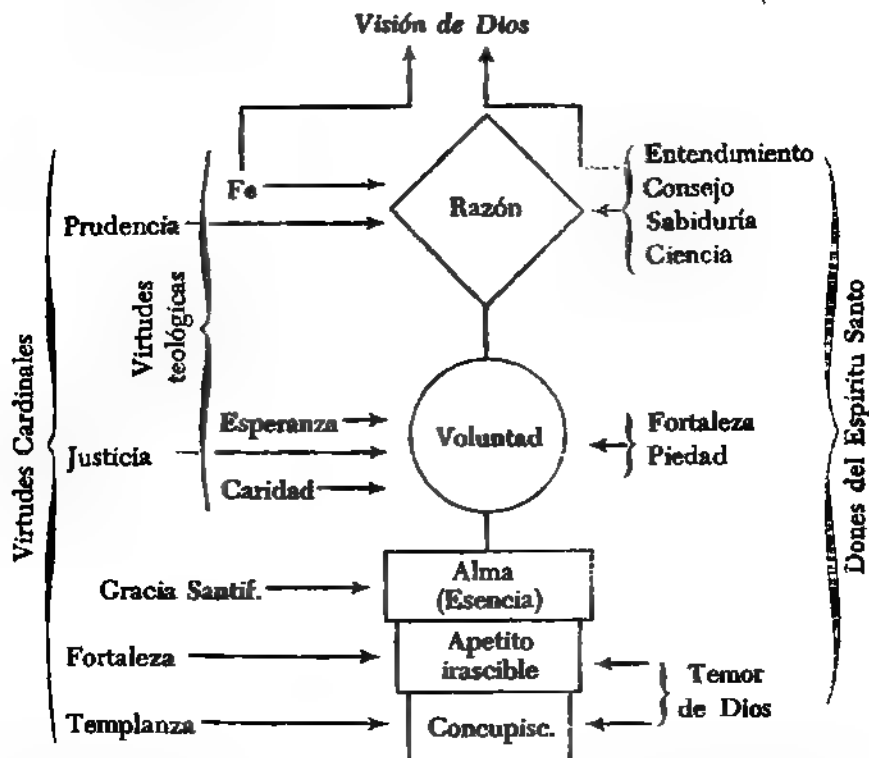 Visión de Dios
Fe
Prudencia
Razón
Entendimiento
Consejo
Sabiduría
Ciencia
Virtudes Cardinales
Virtudes
teológicas
Esperanza
Justicia
Caridad
Voluntad
Fortaleza
Piedad
Dones del Espíritu Santo
Gracia Santif.
Alma
(Esencia)
Fortaleza
Apetito
irascible
Temor
de Dios
Templanza
Concupisc.